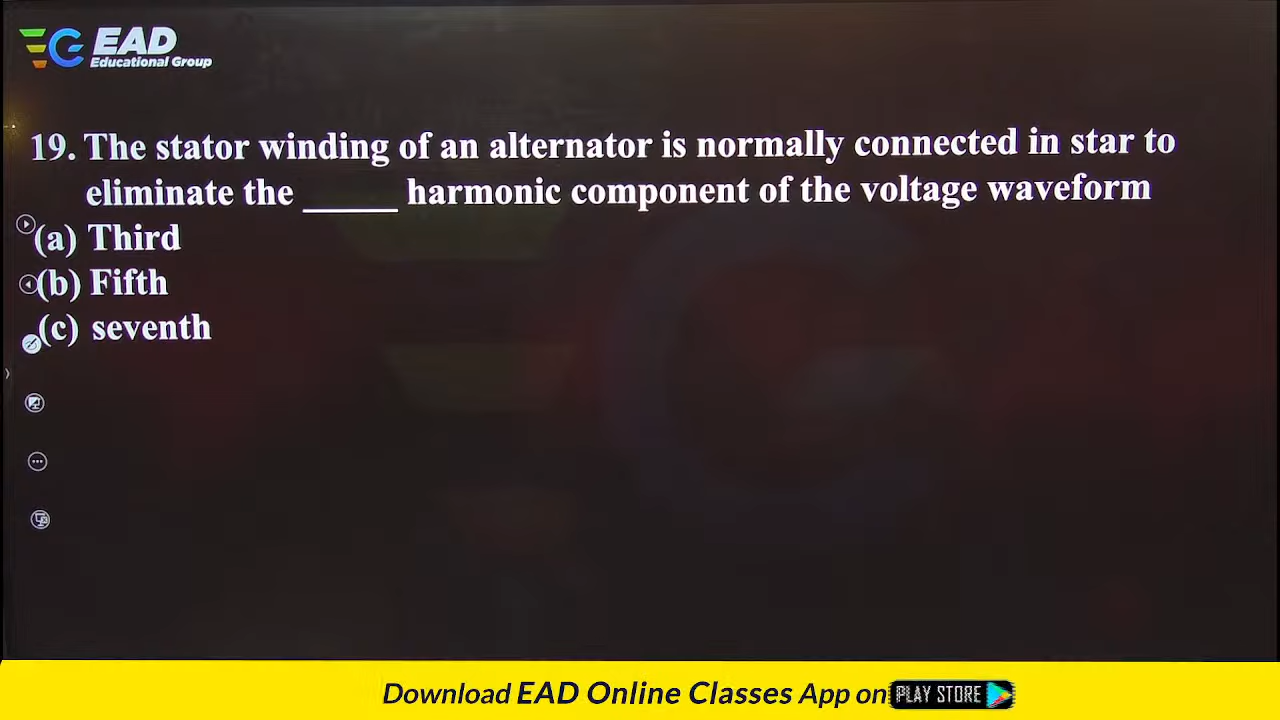 EAD
Educational Group
19. The stator winding of an alternator is normally connected in star to
eliminate the _____ harmonic component of the voltage waveform
(a) Third
(b) Fifth
(c) seventh
Download EAD Online Classes App on PLAY STORE